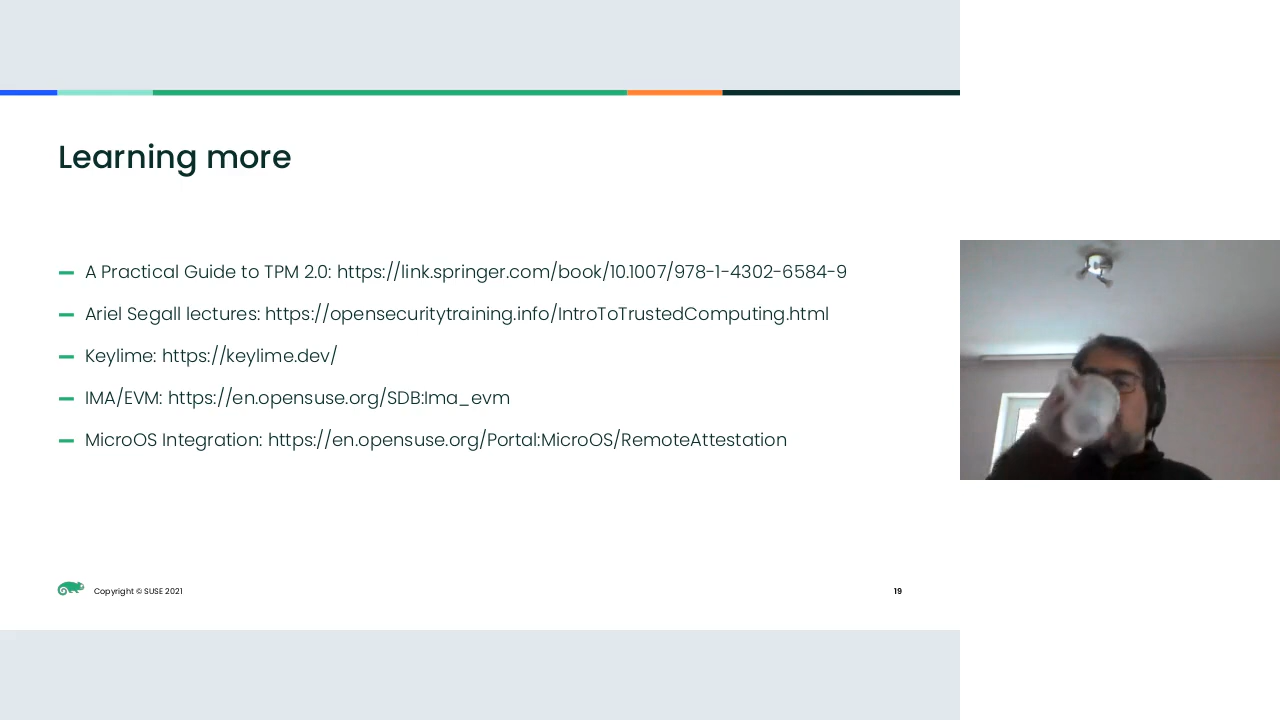 Learning more
A Practical Guide to TPM 2.0: https://link.springer.com/book/10.1007/978-1-4302-6584-9
Ariel Segall lectures: https://opensecuritytraining.info/IntroToTrustedComputing.html
Keylime: https://keylime.dev/
IMA/EVM: https://en.opensuse.org/SDB:Ima_evm
MicroOS Integration: https://en.opensuse.org/Portal:MicroOS/RemoteAttestation
Copyright © SUSE 2021
19